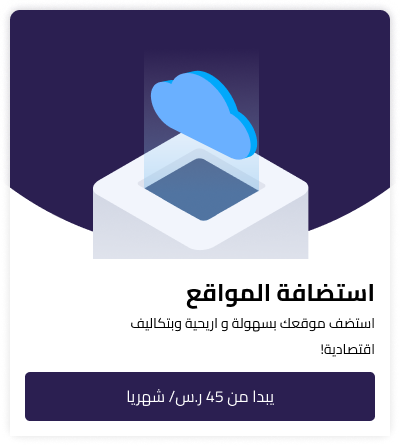 استضافة المواقع
استضف موقعك بسهولة و اريحية وبتكاليف
اقتصادية!
يبدا من 45 ر.س/ شهريا